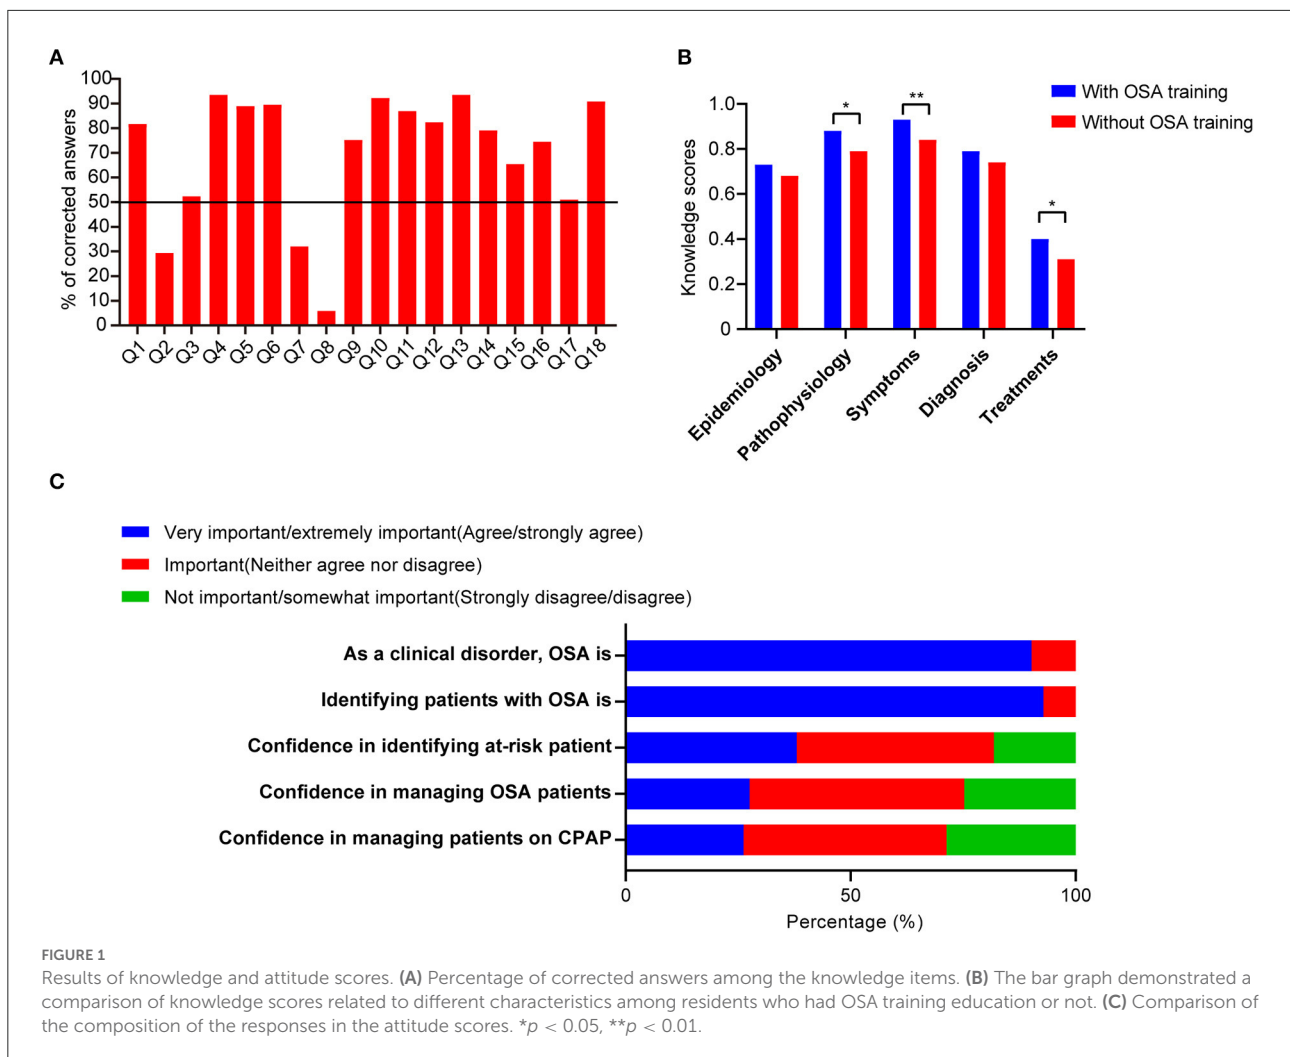 A
100
90
80
70
60
50
40
30
20
10
0
% of corrected answers
Q1
Q2
Q3
Q4
Q5
Q6
Q7
Q8
Q9
Q10
Q11
Q12
Q13
Q14
Q15
Q16
Q17
Q18
B
With OSA training
Without OSA training
1.0
0.8
0.6
0.4
0.2
0
Knowledge scores
*
**
*
Epidemiology
Pathophysiology
Symptoms
Diagnosis
Treatments
C
Very important/extremely important(Agree/strongly agree)
Important(Neither agree nor disagree)
Not important/somewhat important(Strongly disagree/disagree)
As a clinical disorder, OSA is
Identifying patients with OSA is
Confidence in identifying at-risk patient
Confidence in managing OSA patients
Confidence in managing patients on CPAP
0
50
100
Percentage (%)
FIGURE 1
Results of knowledge and attitude scores. (A) Percentage of corrected answers among the knowledge items. (B) The bar graph demonstrated a
comparison of knowledge scores related to different characteristics among residents who had OSA training education or not. (C) Comparison of
the composition of the responses in the attitude scores. *p < 0.05, **p < 0.01.